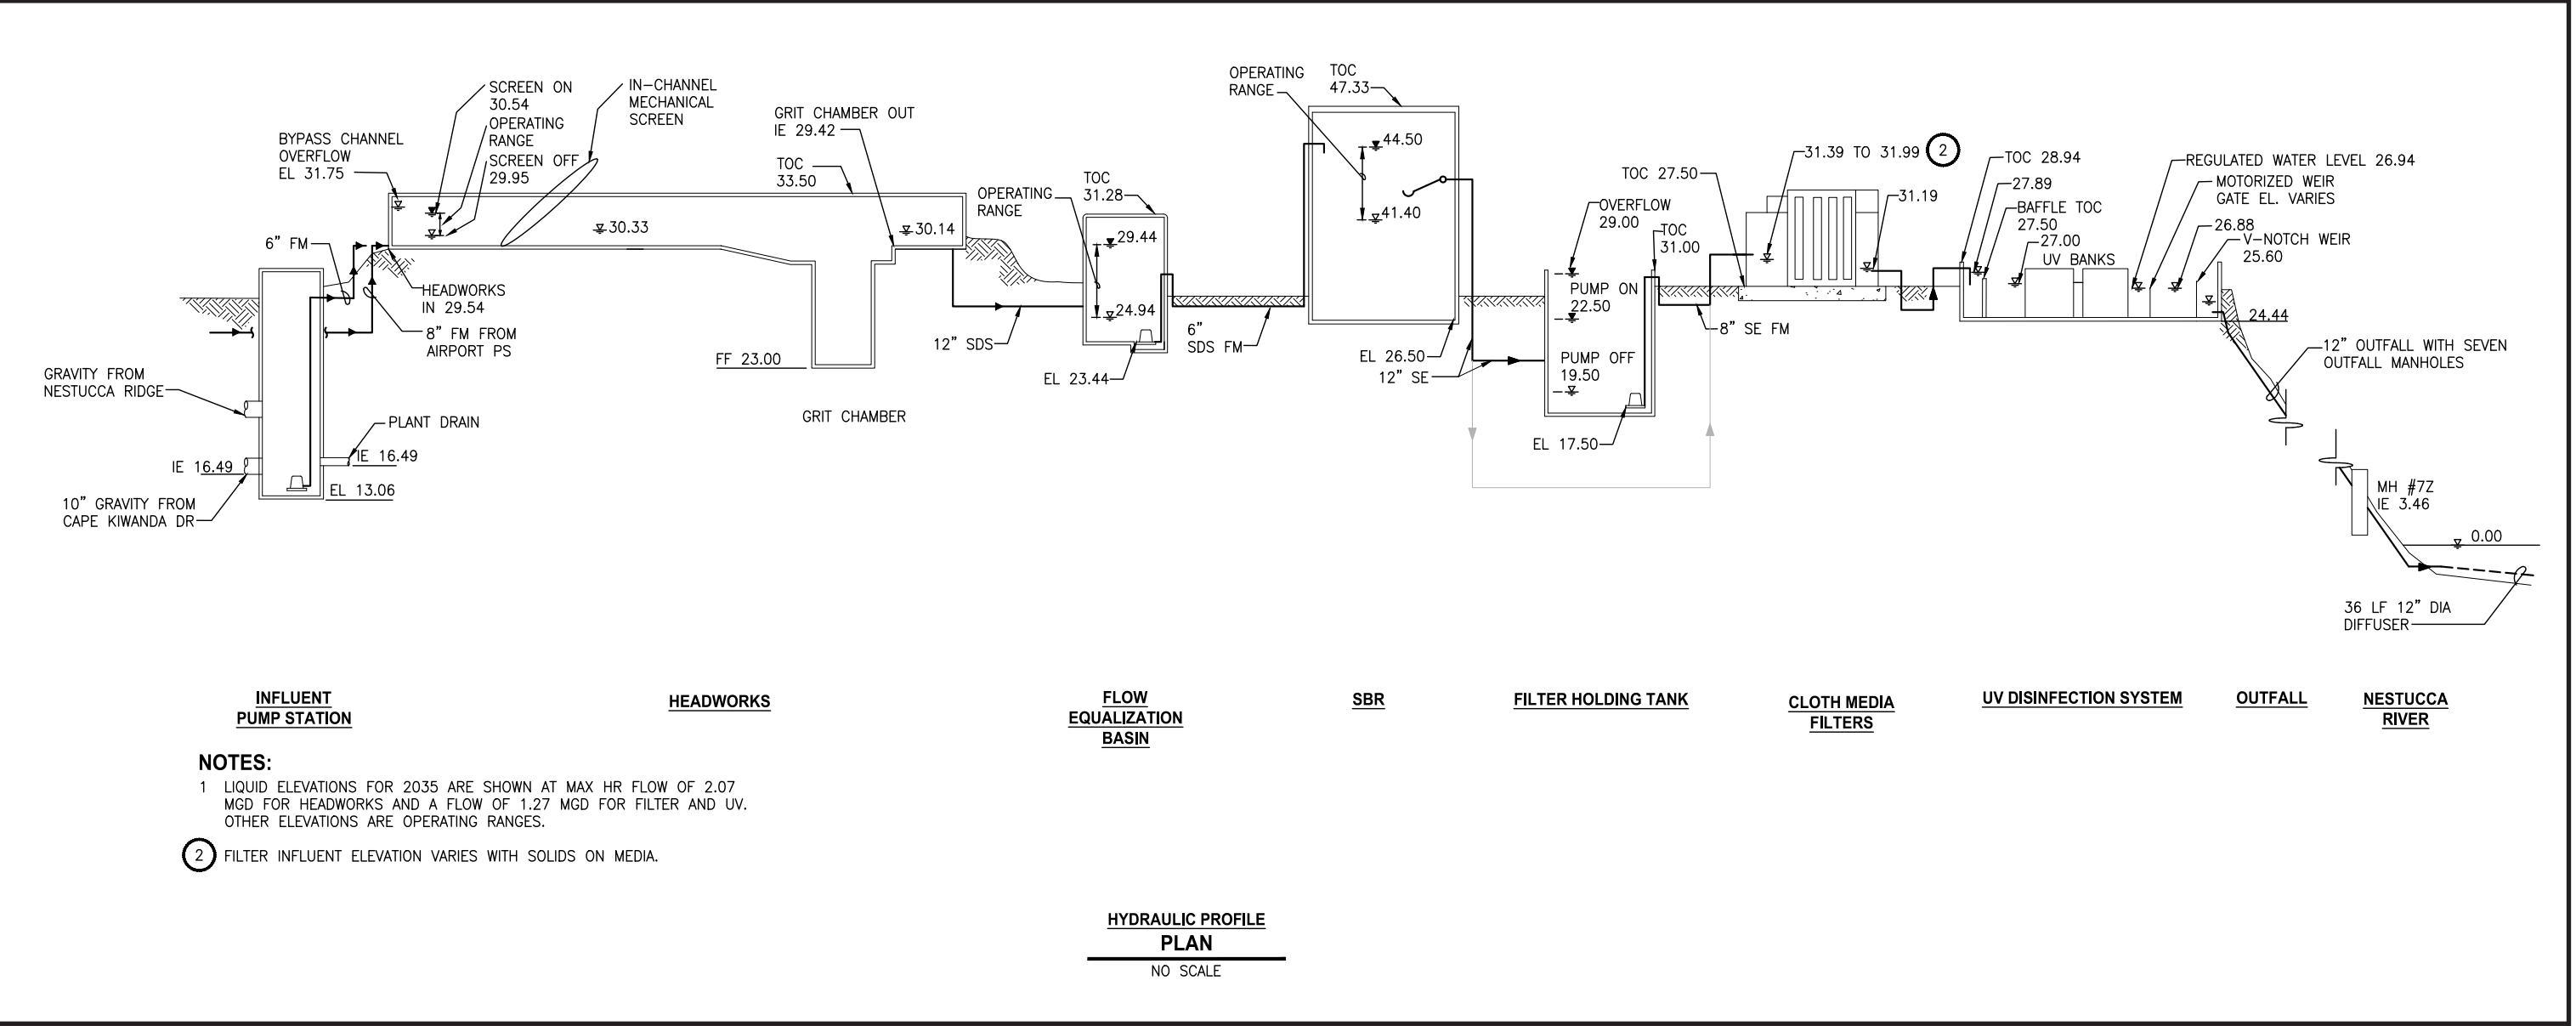 BYPASS CHANNEL
OVERFLOW
EL 31.75
SCREEN ON
30.54
OPERATING
RANGE
SCREEN OFF
29.95
IN-CHANNEL
MECHANICAL
SCREEN
GRIT CHAMBER OUT
IE 29.42
TOC
33.50
30.33
30.14
6" FM
HEADWORKS
IN 29.54
8" FM FROM
AIRPORT PS
GRAVITY FROM
NESTUCCA RIDGE
PLANT DRAIN
IE 16.49
IE 16.49
EL 13.06
10" GRAVITY FROM
CAPE KIWANDA DR
FF 23.00
GRIT CHAMBER
12" SDS
OPERATING
RANGE
TOC
31.28
29.44
24.94
EL 23.44
6"
SDS FM
OPERATING
RANGE
TOC
47.33
44.50
41.40
EL 26.50
12" SE
OVERFLOW
29.00
TOC
31.00
PUMP ON
22.50
PUMP OFF
19.50
EL 17.50
8" SE FM
TOC 27.50
31.39 TO 31.99 2
31.19
TOC 28.94
27.89
BAFFLE TOC
27.50
27.00
UV BANKS
REGULATED WATER LEVEL 26.94
MOTORIZED WEIR
GATE EL. VARIES
26.88
V-NOTCH WEIR
25.60
24.44
12" OUTFALL WITH SEVEN
OUTFALL MANHOLES
MH #7Z
IE 3.46
0.00
36 LF 12" DIA
DIFFUSER
INFLUENT
PUMP STATION
HEADWORKS
FLOW
EQUALIZATION
BASIN
SBR
FILTER HOLDING TANK
CLOTH MEDIA
FILTERS
UV DISINFECTION SYSTEM
OUTFALL
NESTUCCA
RIVER
NOTES:
1 LIQUID ELEVATIONS FOR 2035 ARE SHOWN AT MAX HR FLOW OF 2.07
MGD FOR HEADWORKS AND A FLOW OF 1.27 MGD FOR FILTER AND UV.
OTHER ELEVATIONS ARE OPERATING RANGES.
2 FILTER INFLUENT ELEVATION VARIES WITH SOLIDS ON MEDIA.
HYDRAULIC PROFILE
PLAN
NO SCALE